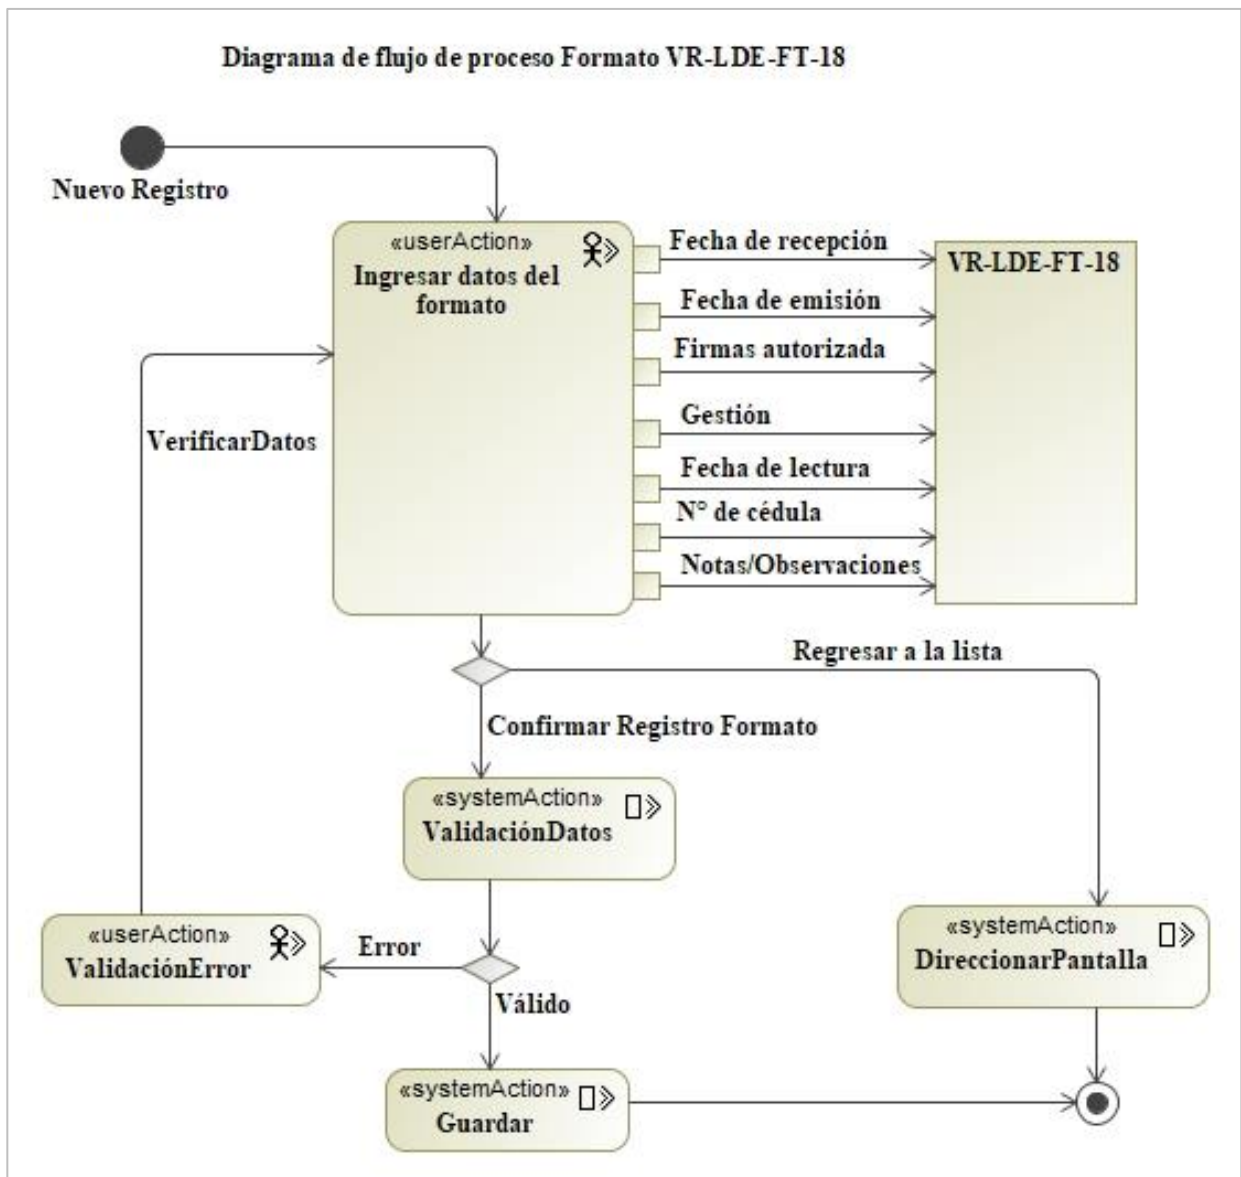 Diagrama de flujo de proceso Formato VR-LDE-FT-18
Nuevo Registro
«userAction»
Ingresar datos del
formato
Fecha de recepción
VR-LDE-FT-18
Fecha de emisión
Firmas autorizada
Gestión
Fecha de lectura
N° de cédula
Notas/Observaciones
VerificarDatos
Regresar a la lista
Confirmar Registro Formato
«systemAction»
ValidaciónDatos
«userAction»
ValidaciónError
Error
Válido
«systemAction»
DireccionarPantalla
«systemAction»
Guardar